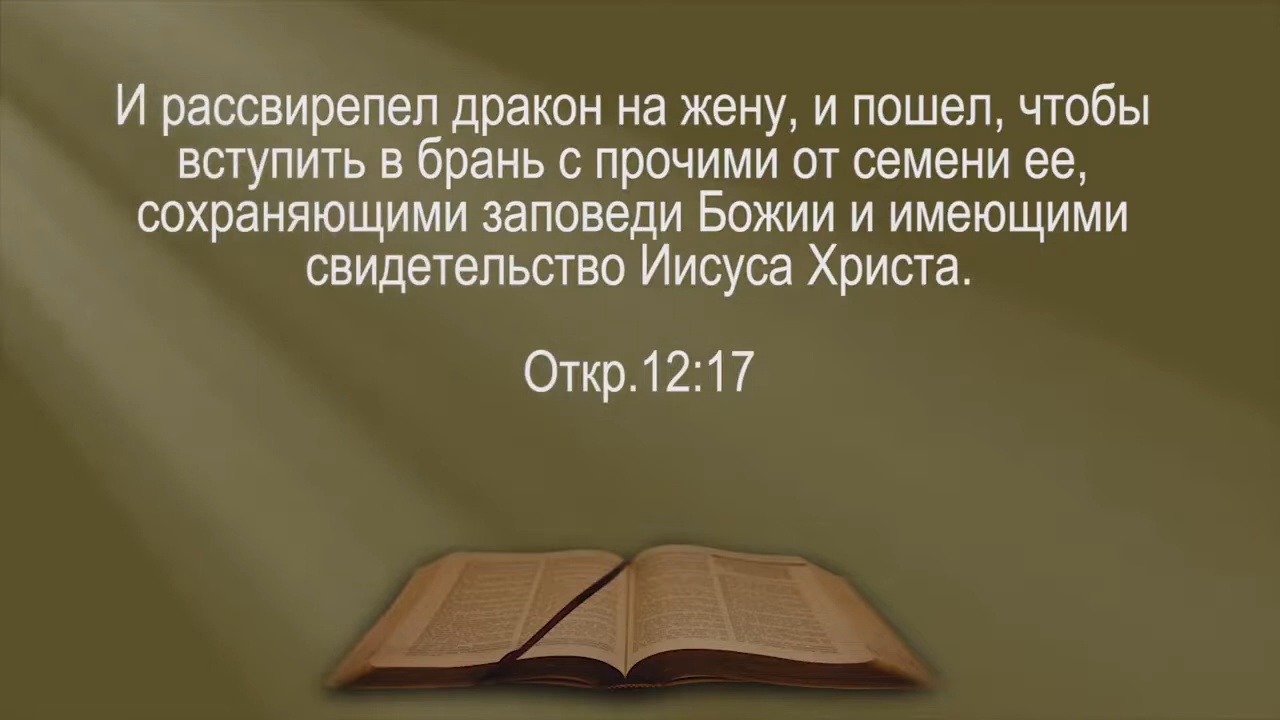 И рассвирепел дракон на жену, и пошел, чтобы
вступить в брань с прочими от семени ее,
сохраняющими заповеди Божии и имеющими
свидетельство Иисуса Христа.
Откр.12:17